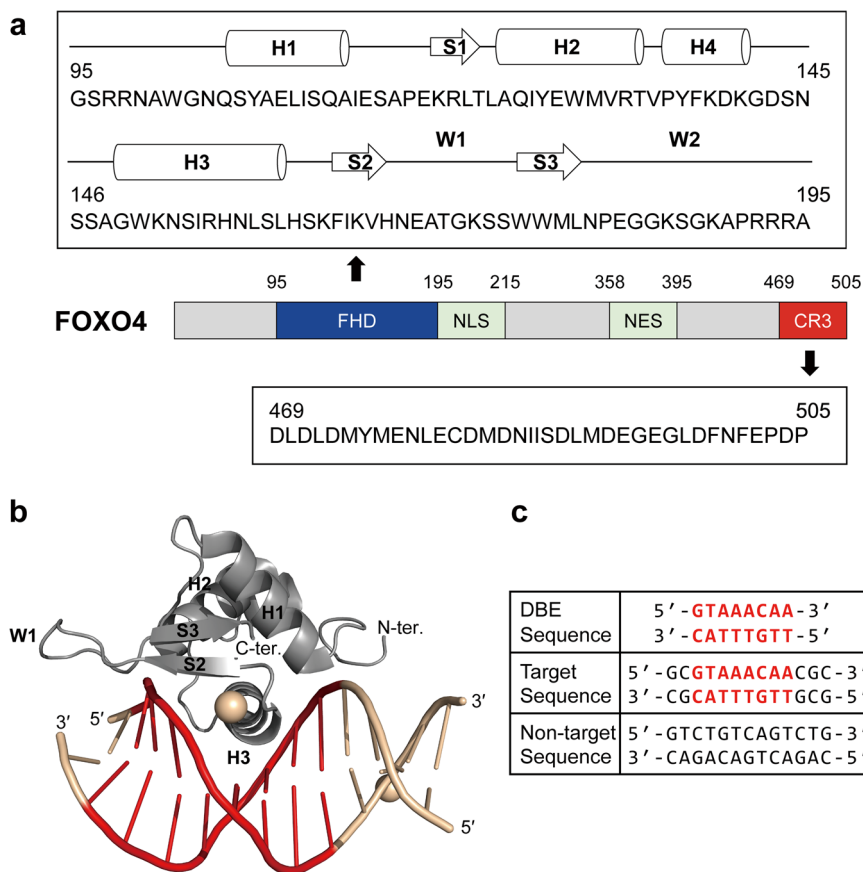 a
H1 S1 H2 H4
95 145
GSRRNAWGNQSYAELISQAIESAPEKRLTLAQIYEWMVRTVPYFKDKGDSN
H3 S2 W1 S3 W2
146 195
SSAGWKNSIRHNLSLHSKFIKVHNEATGKSSWWMLNPEGGKSGKAPRRRA
95 195 215 358 395 469 505
FOXO4 FHD NLS NES CR3
469 505
DLDLDMYMENLECDMDNIISDLMDEGEGLDFNFEPDP
b
H2
H1
W1
S3
N-ter.
C-ter.
S2
3′
5′
3′
H3
5′
c
DBE 5′-GTAAACAA-3′
Sequence 3′-CATTTGTT-5′
Target 5′-GCGTAAACAACGC-3′
Sequence 3′-CGCATTTGTTGCG-5′
Non-target 5′-GTCTGTCAGTCTG-3′
Sequence 3′-CAGACAGTCAGAC-5′